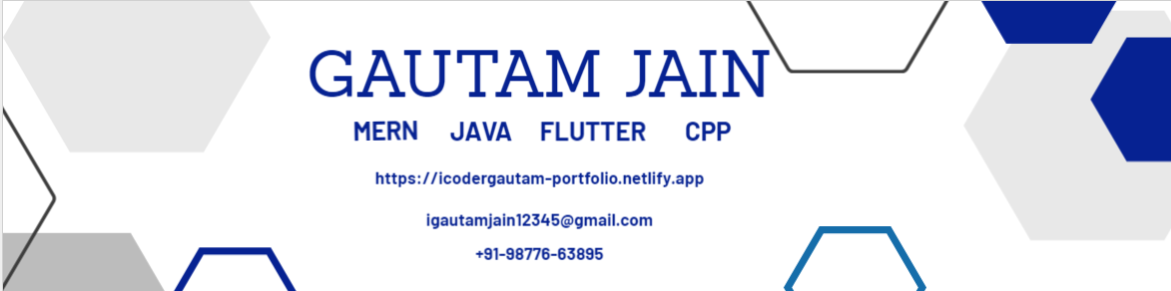 GAUTAM JAIN
MERN JAVA FLUTTER CPP
https://icodergautam-portfolio.netlify.app
igautamjain12345@gmail.com
+91-98776-63895